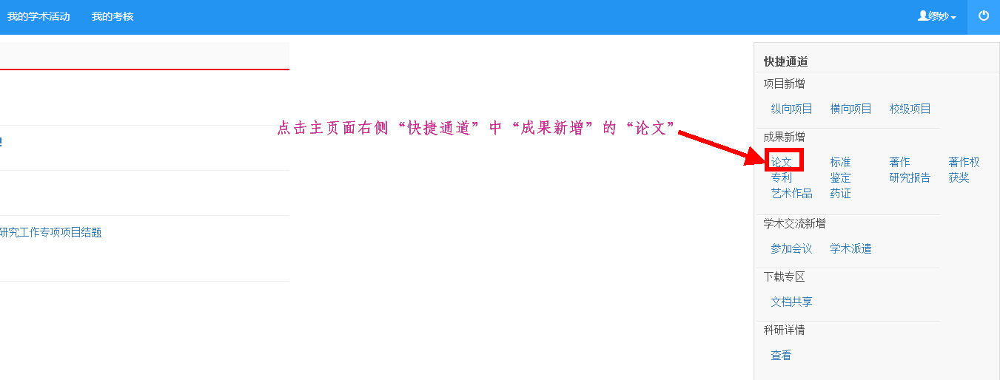 我的学术活动 我的考核 缪妙
快捷通道
项目新增
纵向项目 横向项目 校级项目
点击主页面右侧“快捷通道”中“成果新增”的“论文”
!
成果新增
论文 标准 著作 著作权
专利 鉴定 研究报告 获奖
艺术作品 药证
学术交流新增
研究工作专项项目结题
参加会议 学术派遣
下载专区
文档共享
科研详情
查看